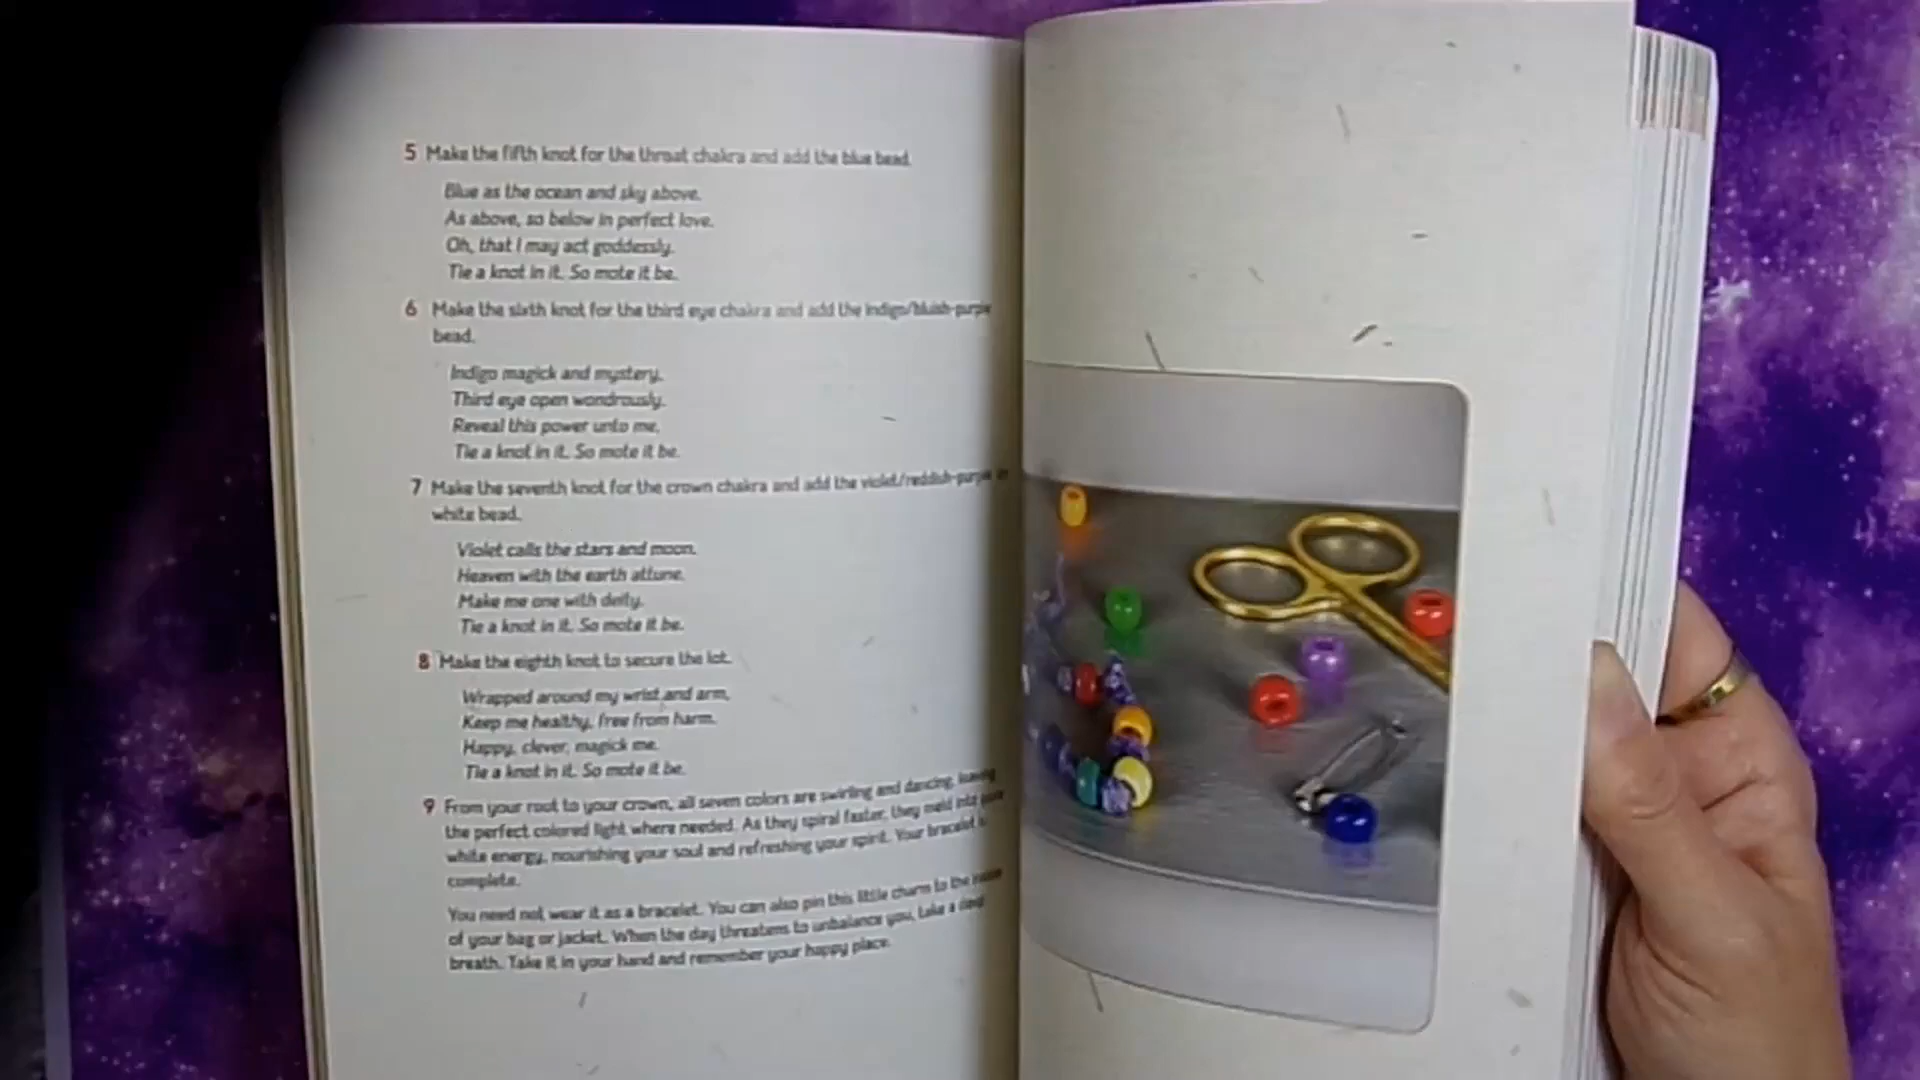 5 Make the fifth knot for the throat chakra and add the blue bead.
Blue as the ocean and sky above.
As above, so below in perfect love.
Oh, that I may act goddessly.
Tie a knot in it. So mote it be.
6 Make the sixth knot for the third eye chakra and add the indigo/bluish-purple
bead.
Indigo magick and mystery.
Third eye open wondrously.
Reveal this power unto me.
Tie a knot in it. So mote it be.
7 Make the seventh knot for the crown chakra and add the violet/reddish-purple or
white bead.
Violet calls the stars and moon.
Heaven with the earth attune.
Make me one with deity.
Tie a knot in it. So mote it be.
8 Make the eighth knot to secure the lot.
Wrapped around my wrist and arm,
Keep me healthy, free from harm.
Happy, clever, magick me.
Tie a knot in it. So mote it be.
9 From your root to your crown, all seven colors are swirling and dancing, leaving
the perfect colored light where needed. As they spiral faster, they meld into pure
white energy, nourishing your soul and refreshing your spirit. Your bracelet is
complete.
You need not wear it as a bracelet. You can also pin this little charm to the inside
of your bag or jacket. When the day threatens to unbalance you, take a deep
breath. Take it in your hand and remember your happy place.